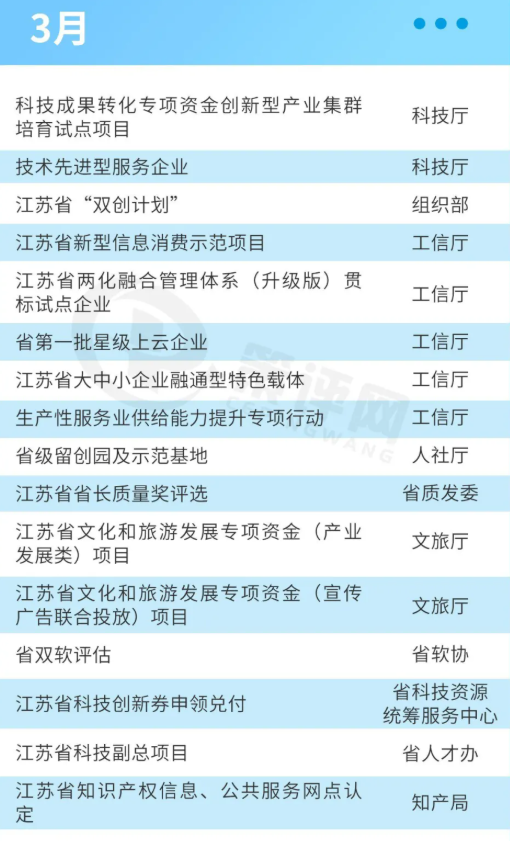 3月
科技成果转化专项资金创新型产业集群
培育试点项目
科技厅
技术先进型服务企业
科技厅
江苏省“双创计划”
组织部
江苏省新型信息消费示范项目
工信厅
江苏省两化融合管理体系（升级版）贯
标试点企业
工信厅
省第一批星级上云企业
工信厅
江苏省大中小企业融通型特色载体
工信厅
生产性服务业供给能力提升专项行动
工信厅
省级留创园及示范基地
人社厅
江苏省省长质量奖评选
省质发委
江苏省文化和旅游发展专项资金（产业
发展类）项目
文旅厅
江苏省文化和旅游发展专项资金（宣传
广告联合投放）项目
文旅厅
省双软评估
省软协
江苏省科技创新券申领兑付
省科技资源
统筹服务中心
江苏省科技副总项目
省人才办
江苏省知识产权信息、公共服务网点认
定
知产局
策评网
CEPINGWANG